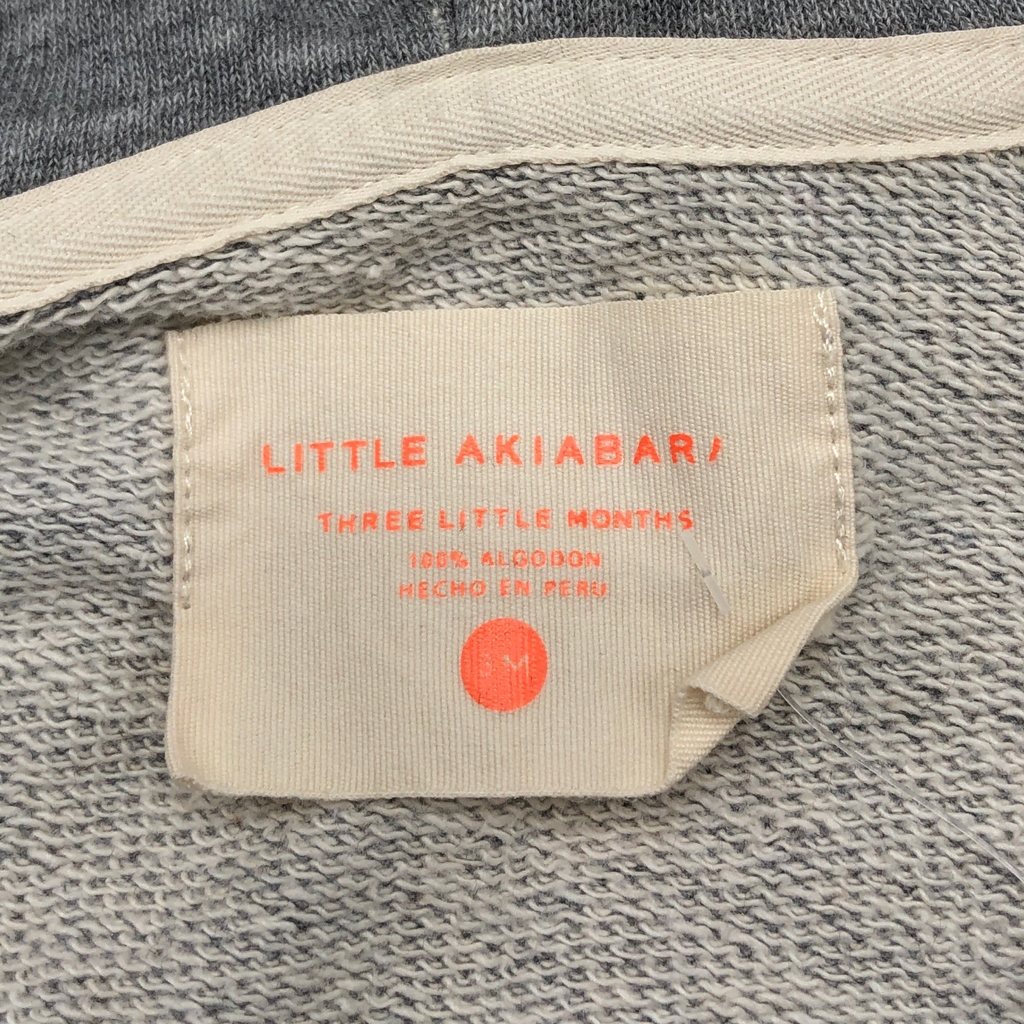 LITTLE AKIABARA
THREE LITTLE MONTHS
100% ALGODON
HECHO EN PERU
3M